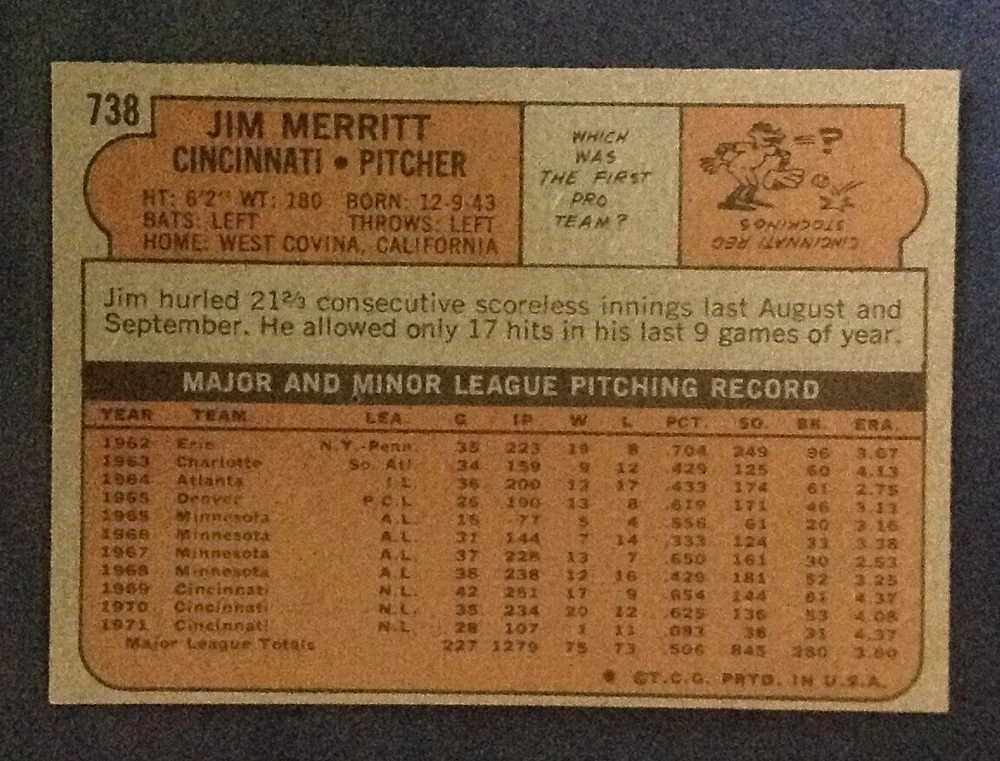 738
JIM MERRITT
CINCINNATI • PITCHER
HT: 6'2" WT: 180 BORN: 12-9-43
BATS: LEFT THROWS: LEFT
HOME: WEST COVINA, CALIFORNIA
WHICH
WAS
THE FIRST
PRO
TEAM?
= ?
CINCINNATI RED
STOCKINGS
Jim hurled 21⅔ consecutive scoreless innings last August and
September. He allowed only 17 hits in his last 9 games of year.
MAJOR AND MINOR LEAGUE PITCHING RECORD
YEAR TEAM LEA. G IP W L PCT. SO. BB. ERA.
1962 Erie N.Y.-Penn. 35 223 19 8 .704 249 96 3.67
1963 Charlotte So. Atl 34 159 9 12 .429 125 60 4.13
1964 Atlanta I.L. 36 200 13 17 .433 174 61 2.75
1965 Denver P.C.L. 26 190 13 8 .619 171 46 3.13
1965 Minnesota A.L. 16 77 5 4 .556 61 20 3.16
1966 Minnesota A.L. 31 144 7 14 .333 124 33 3.38
1967 Minnesota A.L. 37 228 13 7 .650 161 30 2.53
1968 Minnesota A.L. 38 238 12 16 .429 181 52 3.25
1969 Cincinnati N.L. 42 251 17 9 .654 144 61 4.37
1970 Cincinnati N.L. 35 234 20 12 .625 136 53 4.08
1971 Cincinnati N.L. 28 107 1 11 .083 38 31 4.37
Major League Totals 227 1279 75 73 .506 845 280 3.60
* ©T.C.G. PRTD. IN U.S.A.